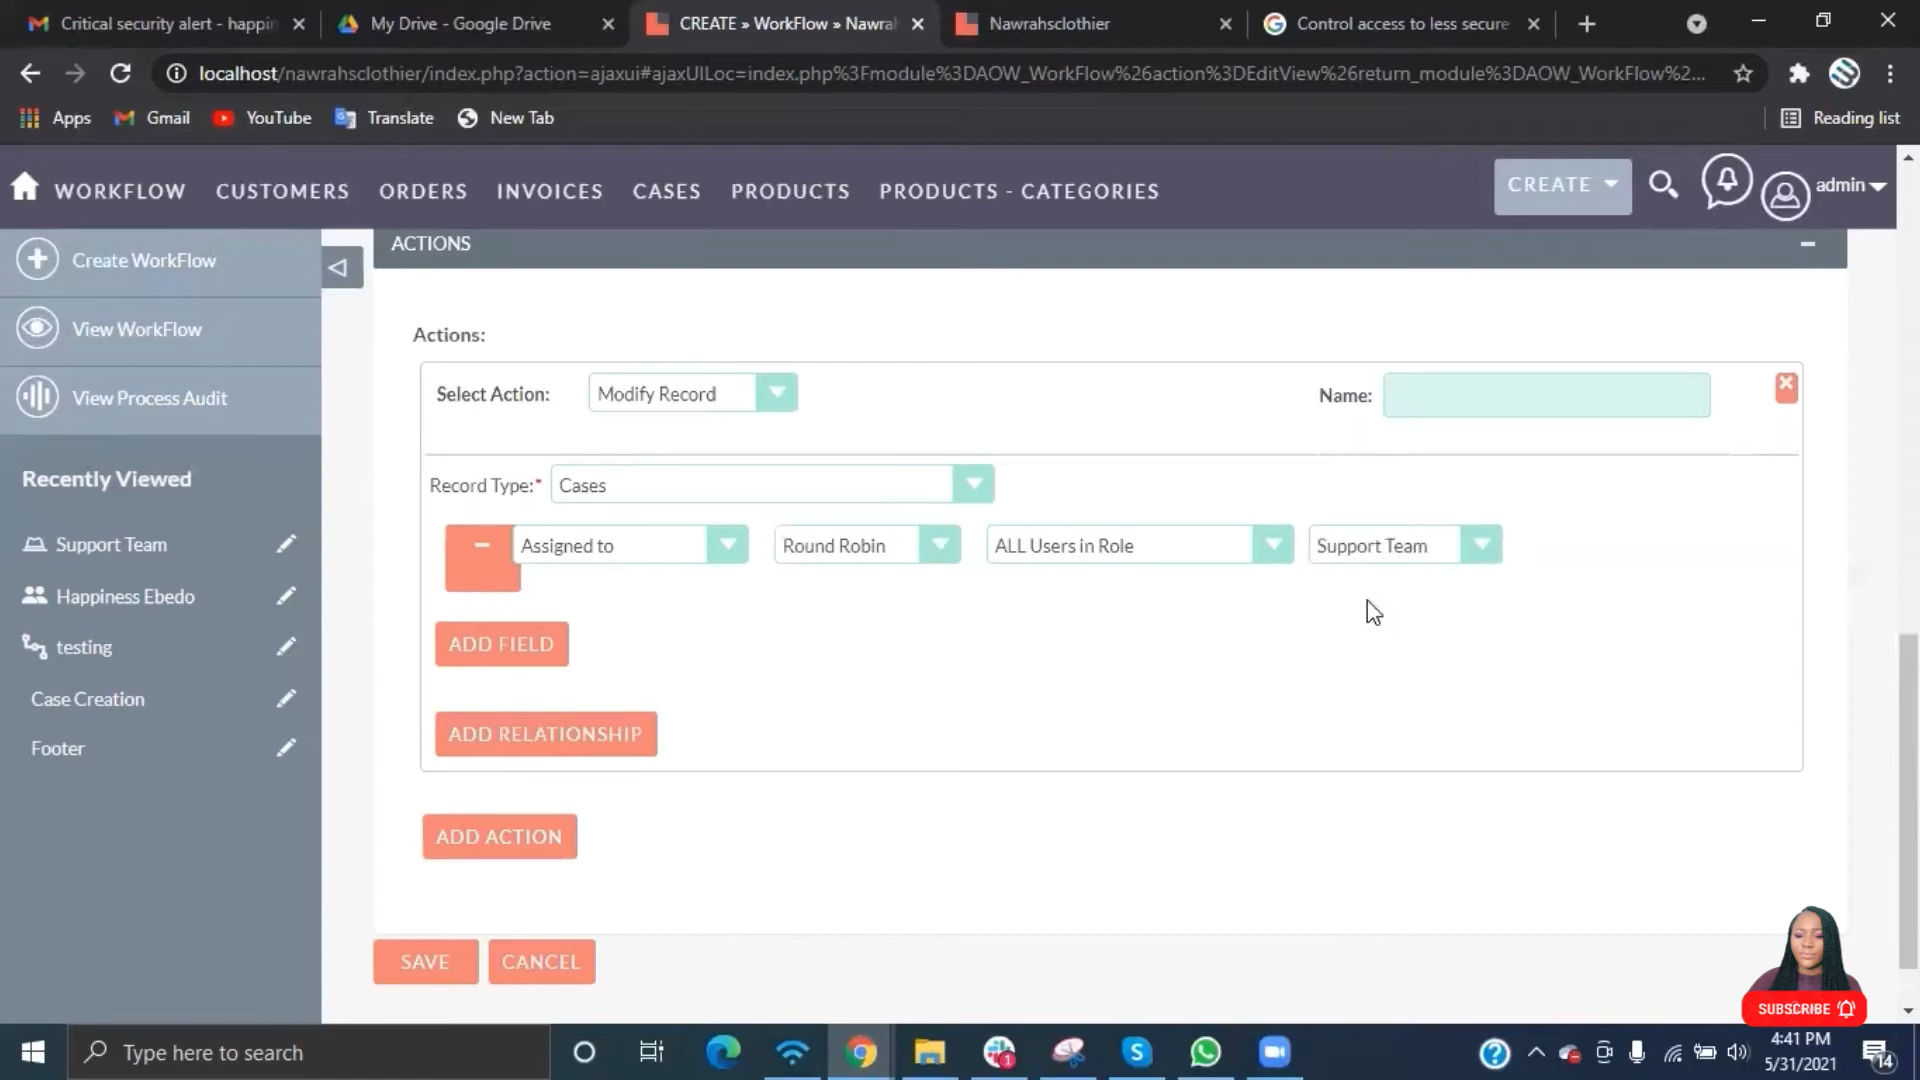 Critical security alert - happin
My Drive - Google Drive
CREATE » WorkFlow » Nawrah
Nawrahsclothier
Control access to less secure
localhost/nawrahsclothier/index.php?action=ajaxui#ajaxUILoc=index.php%3Fmodule%3DAOW_WorkFlow%26action%3DEditView%26return_module%3DAOW_WorkFlow%2...
Apps
Gmail
YouTube
Translate
New Tab
Reading list
WORKFLOW
CUSTOMERS
ORDERS
INVOICES
CASES
PRODUCTS
PRODUCTS - CATEGORIES
CREATE
admin
Create WorkFlow
View WorkFlow
View Process Audit
Recently Viewed
Support Team
Happiness Ebedo
testing
Case Creation
Footer
ACTIONS
Actions:
Select Action:
Modify Record
Name:
Record Type:*
Cases
Assigned to
Round Robin
ALL Users in Role
Support Team
ADD FIELD
ADD RELATIONSHIP
ADD ACTION
SAVE
CANCEL
SUBSCRIBE
Type here to search
1
4:41 PM
5/31/2021
14